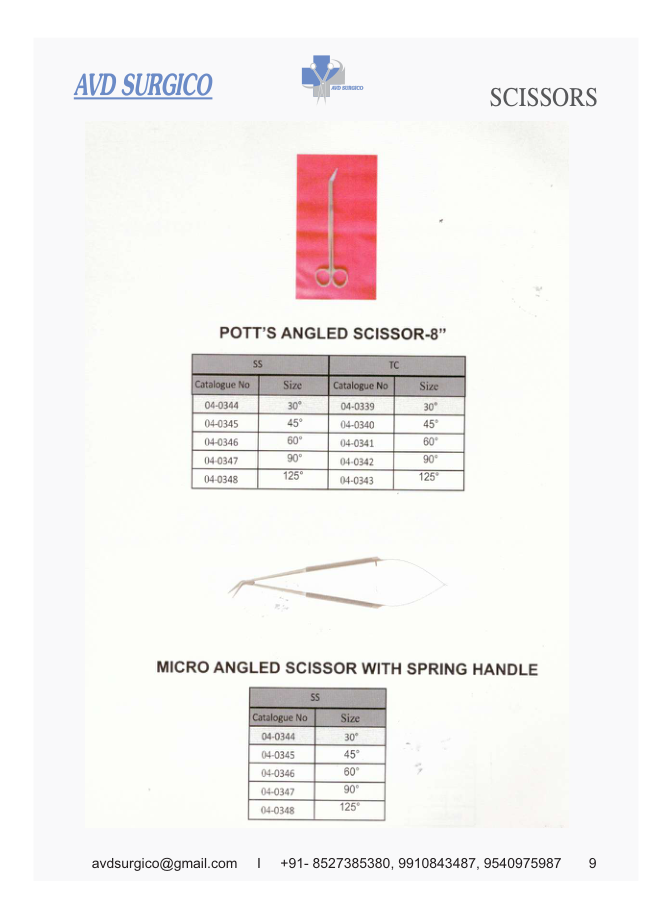 AVD SURGICO
AVD SURGICO
SCISSORS
POTT'S ANGLED SCISSOR-8”
SS TC
Catalogue No Size Catalogue No Size
04-0344 30° 04-0339 30°
04-0345 45° 04-0340 45°
04-0346 60° 04-0341 60°
04-0347 90° 04-0342 90°
04-0348 125° 04-0343 125°
MICRO ANGLED SCISSOR WITH SPRING HANDLE
SS
Catalogue No Size
04-0344 30°
04-0345 45°
04-0346 60°
04-0347 90°
04-0348 125°
avdsurgico@gmail.com I +91- 8527385380, 9910843487, 9540975987 9